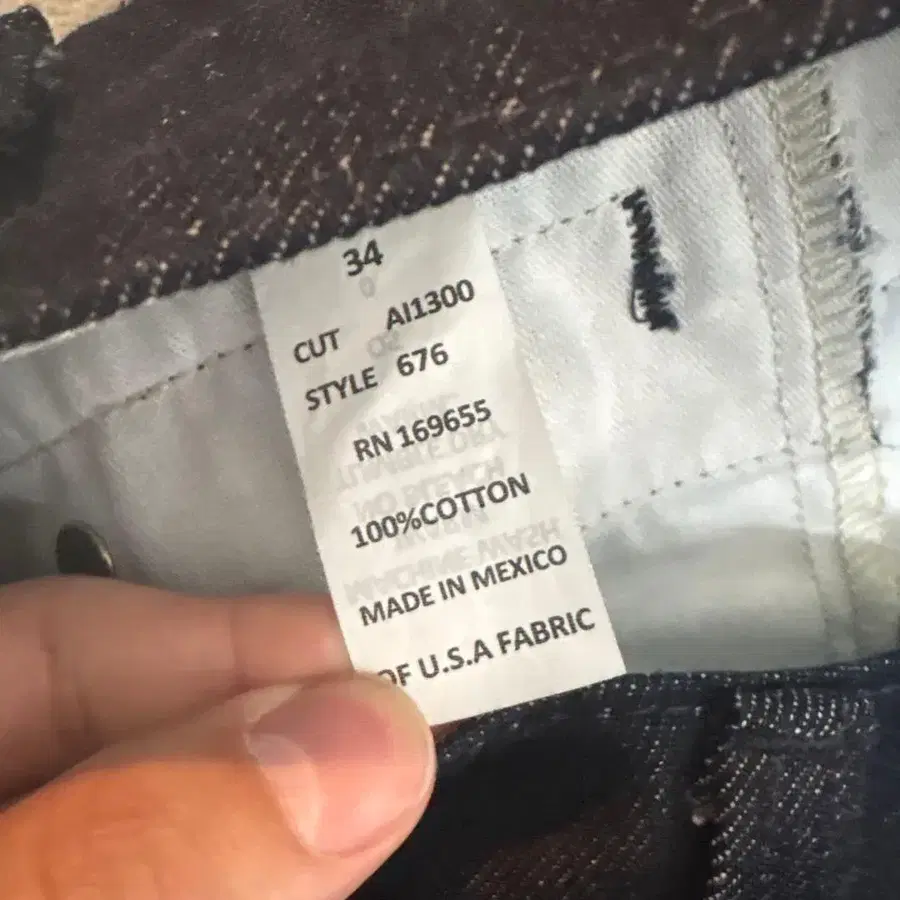 34
CUT AI1300
STYLE 676
RN 169655
100%COTTON
MADE IN MEXICO
OF U.S.A FABRIC